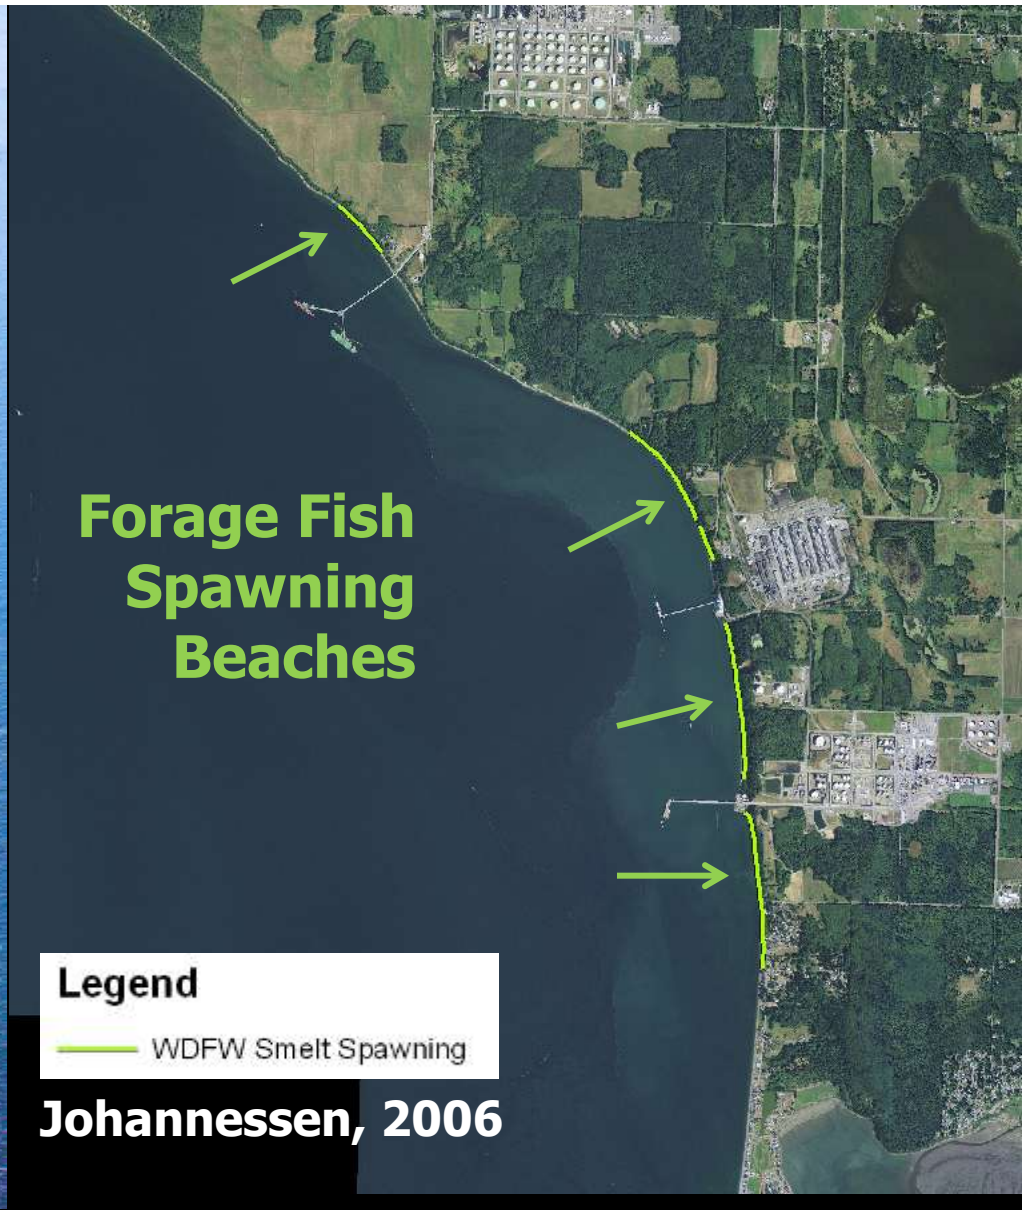 Forage Fish
Spawning
Beaches
Legend
WDFW Smelt Spawning
Johannessen, 2006